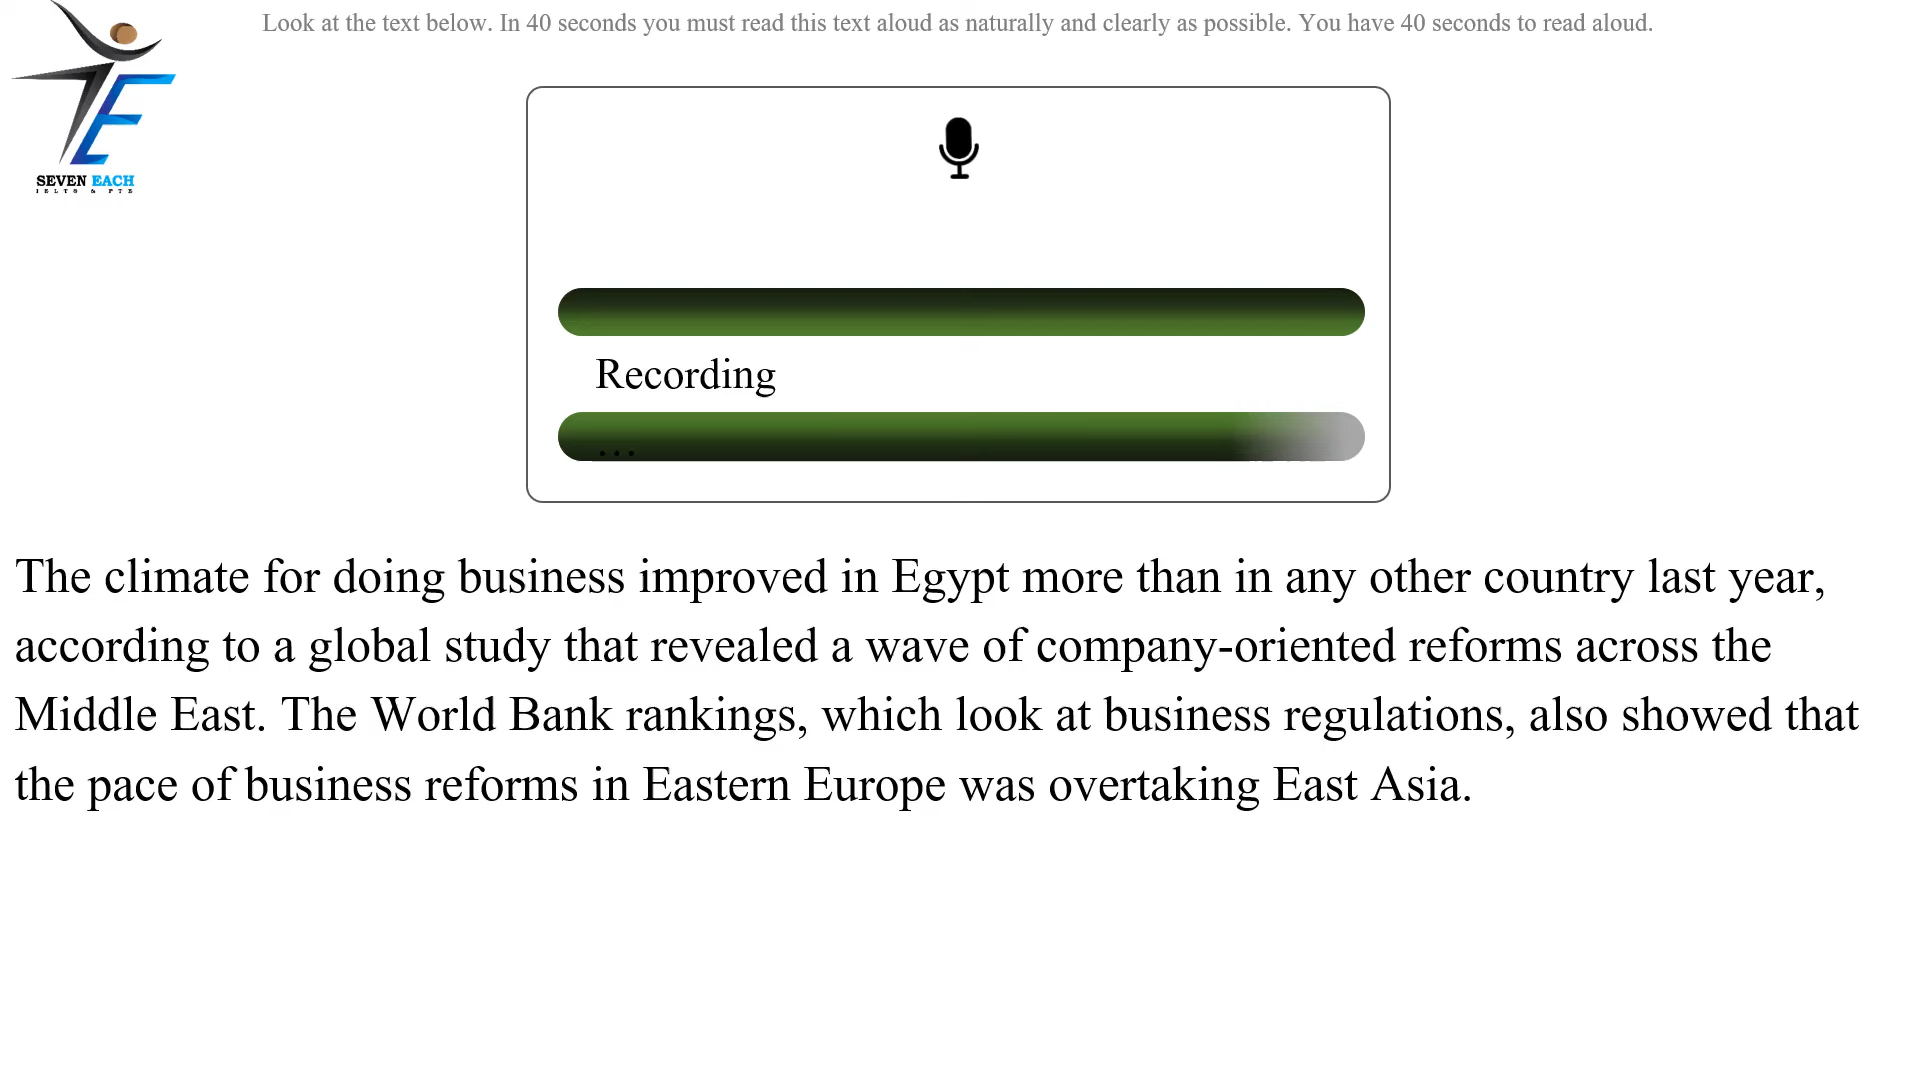 Look at the text below. In 40 seconds you must read this text aloud as naturally and clearly as possible. You have 40 seconds to read aloud.
SEVEN EACH
IELTS & PTE
Recording
...
The climate for doing business improved in Egypt more than in any other country last year,
according to a global study that revealed a wave of company-oriented reforms across the
Middle East. The World Bank rankings, which look at business regulations, also showed that
the pace of business reforms in Eastern Europe was overtaking East Asia.